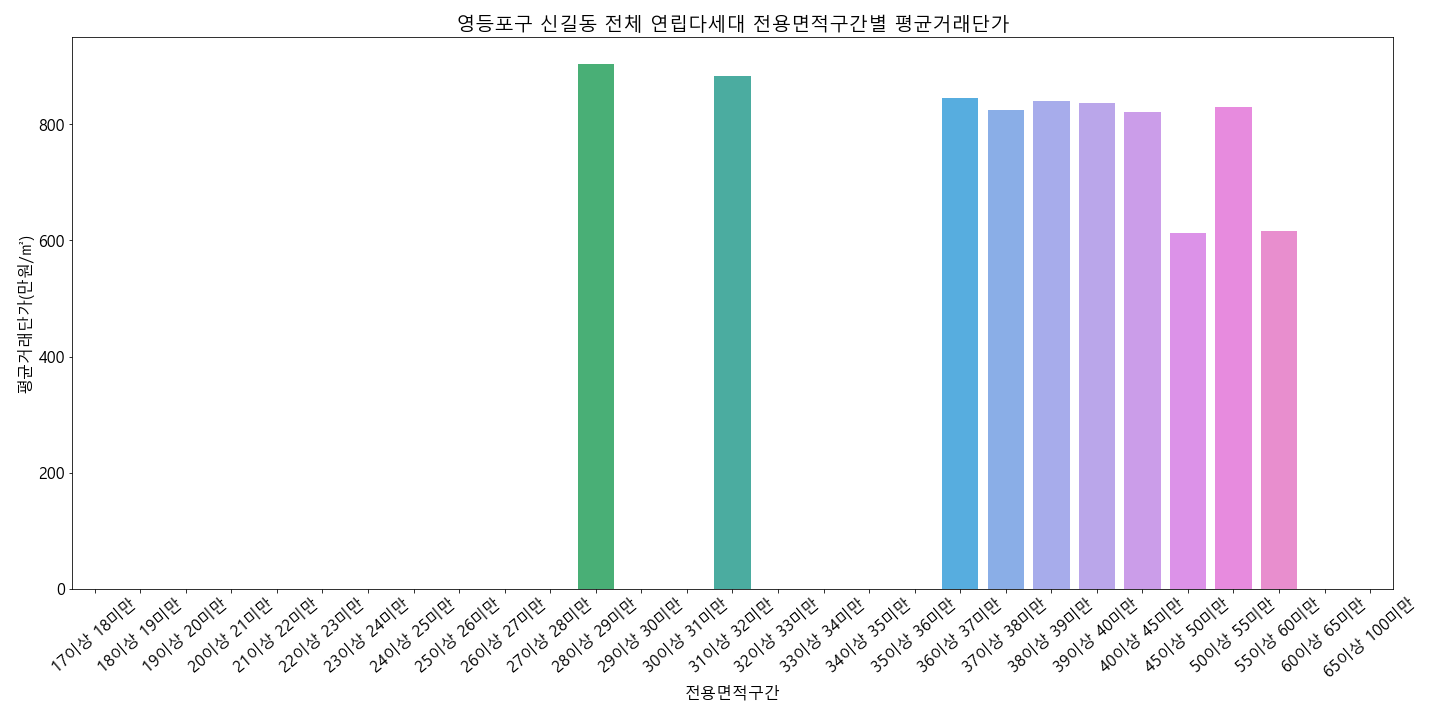 영등포구 신길동 전체 연립다세대 전용면적구간별 평균거래단가
평균거래단가(만원/㎡)
800
600
400
200
0
17이상 18미만
18이상 19미만
19이상 20미만
20이상 21미만
21이상 22미만
22이상 23미만
23이상 24미만
24이상 25미만
25이상 26미만
26이상 27미만
27이상 28미만
28이상 29미만
29이상 30미만
30이상 31미만
31이상 32미만
32이상 33미만
33이상 34미만
34이상 35미만
35이상 36미만
36이상 37미만
37이상 38미만
38이상 39미만
39이상 40미만
40이상 45미만
45이상 50미만
50이상 55미만
55이상 60미만
60이상 65미만
65이상 100미만
전용면적구간